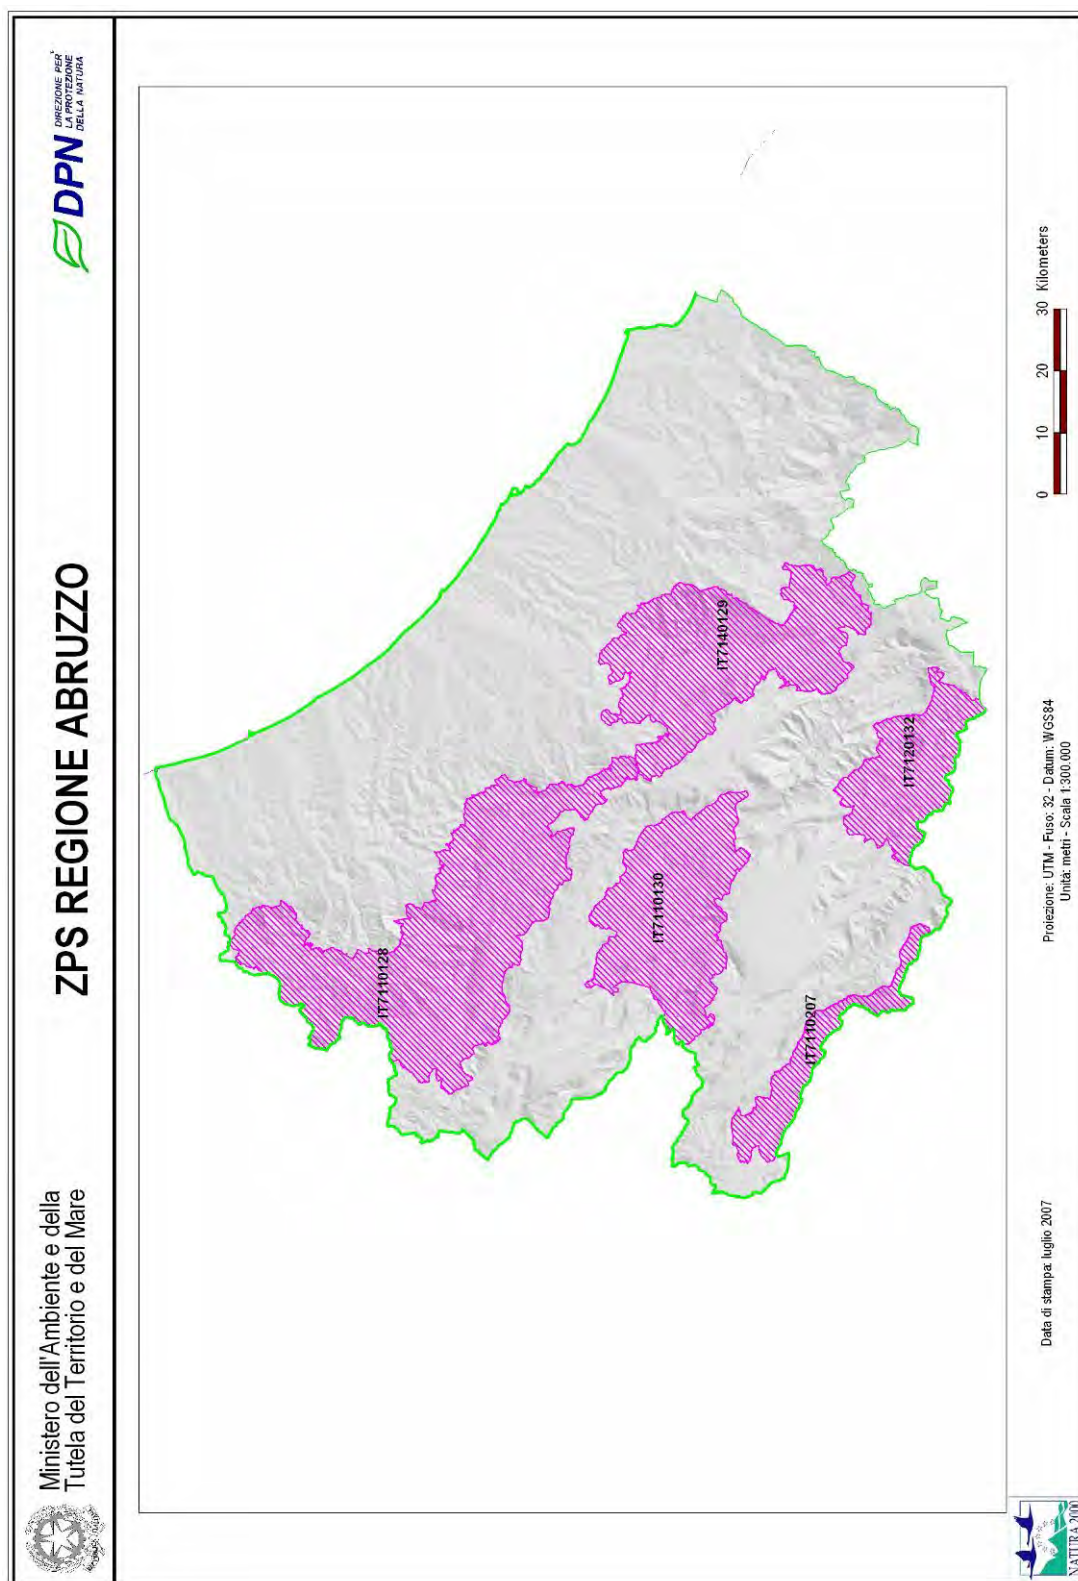 Ministero dell'Ambiente e della
Tutela del Territorio e del Mare
ZPS REGIONE ABRUZZO
DPN
DIREZIONE PER
LA PROTEZIONE
DELLA NATURA
IT7110128
IT7140129
IT7110130
IT7120132
IT7110207
NATURA 2000
Data di stampa: luglio 2007
Proiezione: UTM - Fuso: 32 - Datum: WGS84
Unità: metri - Scala 1:300.000
0 10 20 30 Kilometers